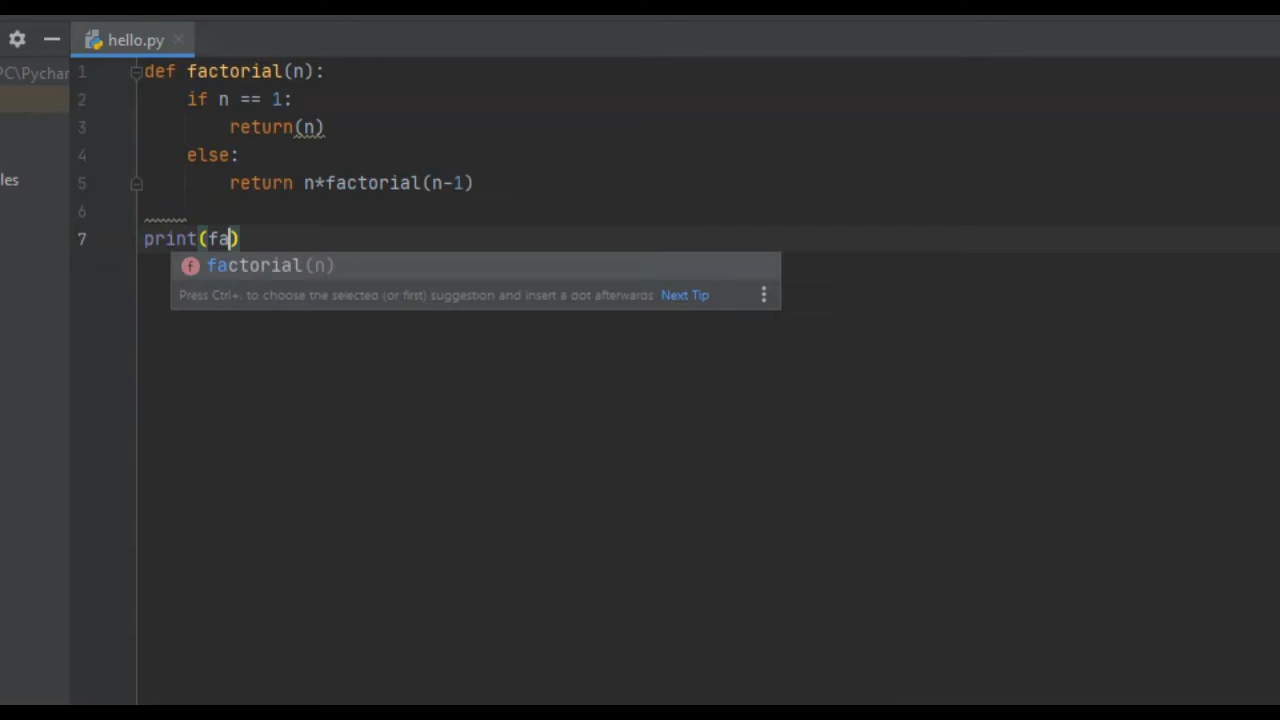 hello.py
PC\Pychar
1 def factorial(n):
2 if n == 1:
3 return(n)
4 else:
les
5 return n*factorial(n-1)
6
7 print(fa)
f factorial(n)
Press Ctrl+. to choose the selected (or first) suggestion and insert a dot afterwards Next Tip